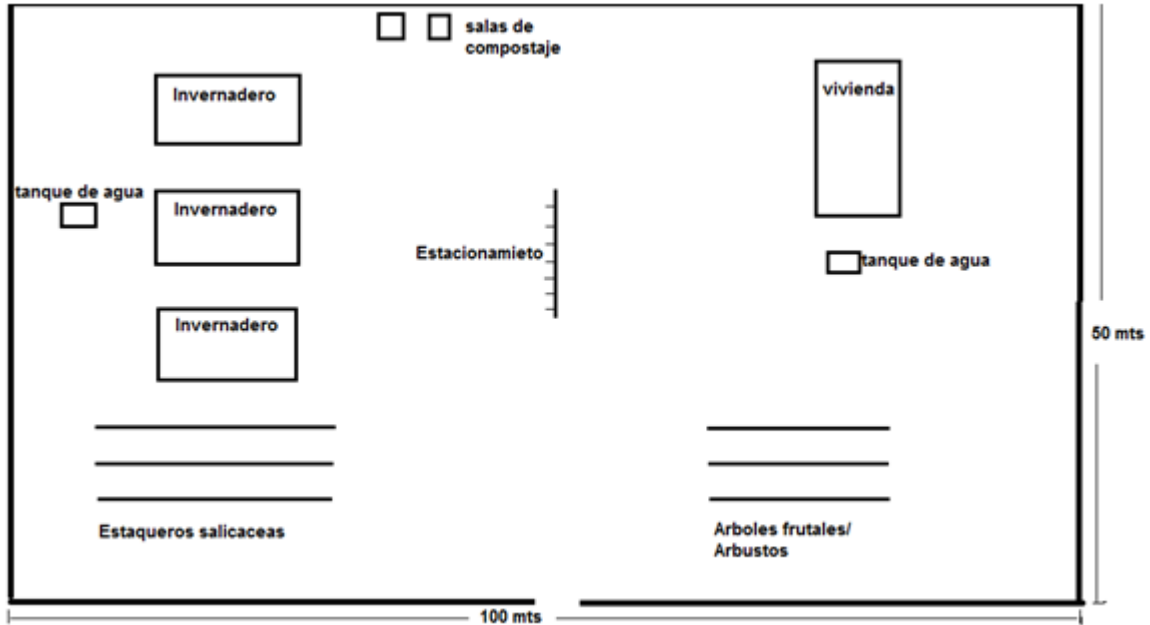 salas de
compostaje
Invernadero
vivienda
tanque de agua
Invernadero
Estacionamieto
tanque de agua
Invernadero
50 mts
Estaqueros salicaceas
Arboles frutales/
Arbustos
100 mts